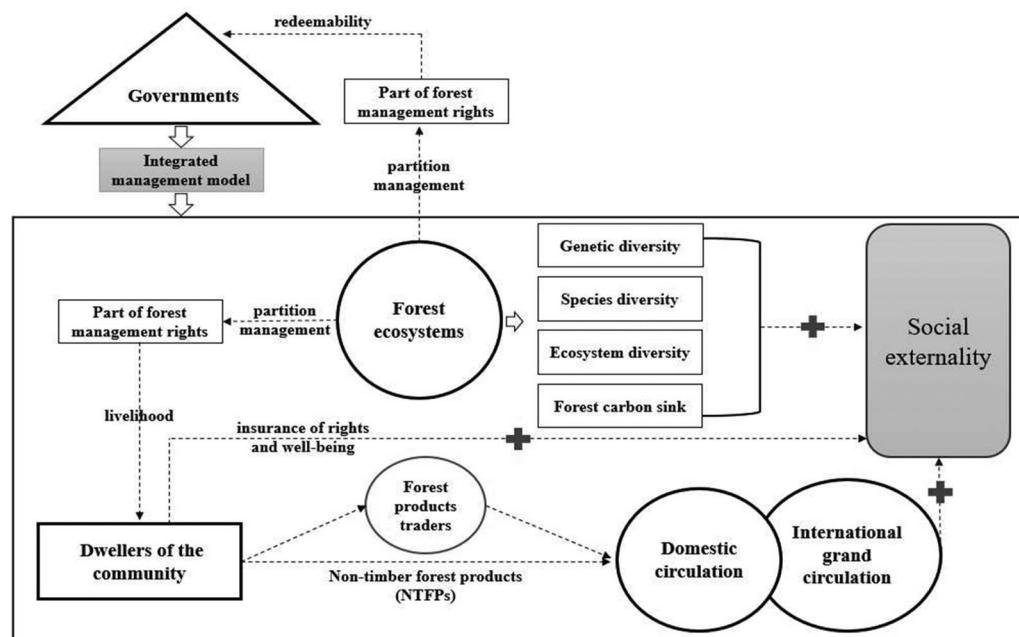 redeemability
Governments
Part of forest
management rights
Integrated
management model
partition
management
Genetic diversity
Species diversity
Ecosystem diversity
Forest carbon sink
Forest
ecosystems
Social
externality
Part of forest
management rights
partition
management
livelihood
insurance of rights
and well-being
Forest
products
traders
Dwellers of the
community
Non-timber forest products
(NTFPs)
Domestic
circulation
International
grand
circulation